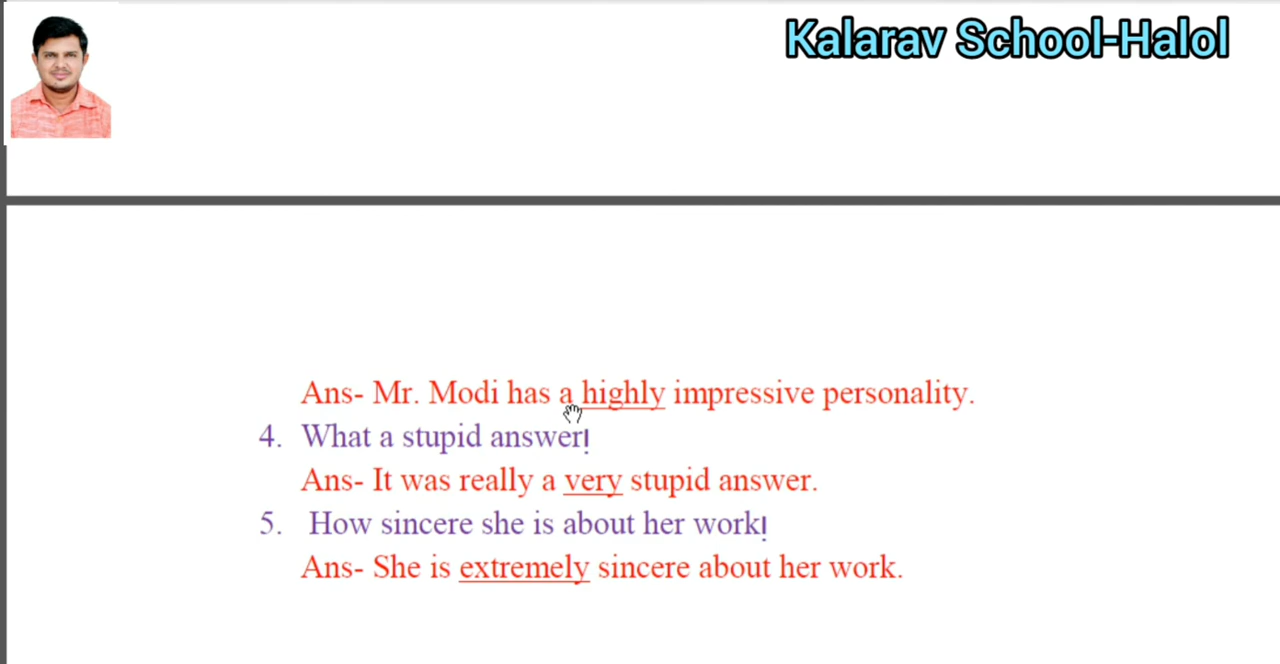 Kalarav School-Halol
Ans- Mr. Modi has a highly impressive personality.
4. What a stupid answer!
Ans- It was really a very stupid answer.
5. How sincere she is about her work!
Ans- She is extremely sincere about her work.